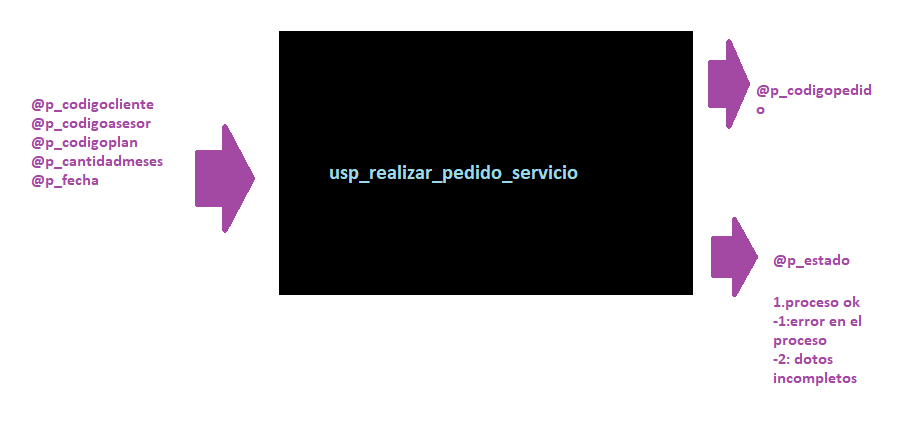 @p_codigocliente
@p_codigoasesor
@p_codigoplan
@p_cantidadmeses
@p_fecha
usp_realizar_pedido_servicio
@p_codigopedid
o
@p_estado
1.proceso ok
-1:error en el
proceso
-2: dotos
incompletos